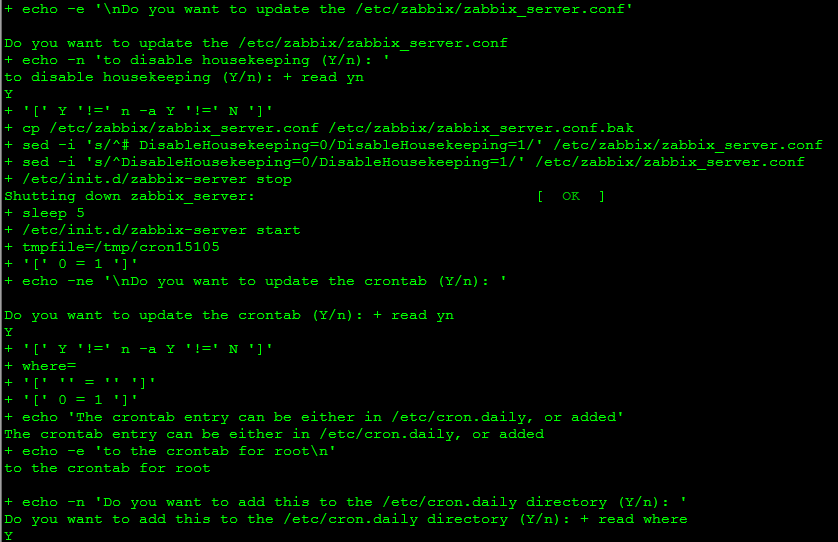 + echo -e '\nDo you want to update the /etc/zabbix/zabbix_server.conf'
Do you want to update the /etc/zabbix/zabbix_server.conf
+ echo -n 'to disable housekeeping (Y/n): '
to disable housekeeping (Y/n): + read yn
Y
+ '[' Y '!=' n -a Y '!=' N ']'
+ cp /etc/zabbix/zabbix_server.conf /etc/zabbix/zabbix_server.conf.bak
+ sed -i 's/^# DisableHousekeeping=0/DisableHousekeeping=1/' /etc/zabbix/zabbix_server.conf
+ sed -i 's/^DisableHousekeeping=0/DisableHousekeeping=1/' /etc/zabbix/zabbix_server.conf
+ /etc/init.d/zabbix-server stop
Shutting down zabbix_server:                               [  OK  ]
+ sleep 5
+ /etc/init.d/zabbix-server start
+ tmpfile=/tmp/cron15105
+ '[' 0 = 1 ']'
+ echo -ne '\nDo you want to update the crontab (Y/n): '
Do you want to update the crontab (Y/n): + read yn
Y
+ '[' Y '!=' n -a Y '!=' N ']'
+ where=
+ '[' '' = '' ']'
+ '[' 0 = 1 ']'
+ echo 'The crontab entry can be either in /etc/cron.daily, or added'
The crontab entry can be either in /etc/cron.daily, or added
+ echo -e 'to the crontab for root\n'
to the crontab for root
+ echo -n 'Do you want to add this to the /etc/cron.daily directory (Y/n): '
Do you want to add this to the /etc/cron.daily directory (Y/n): + read where
Y